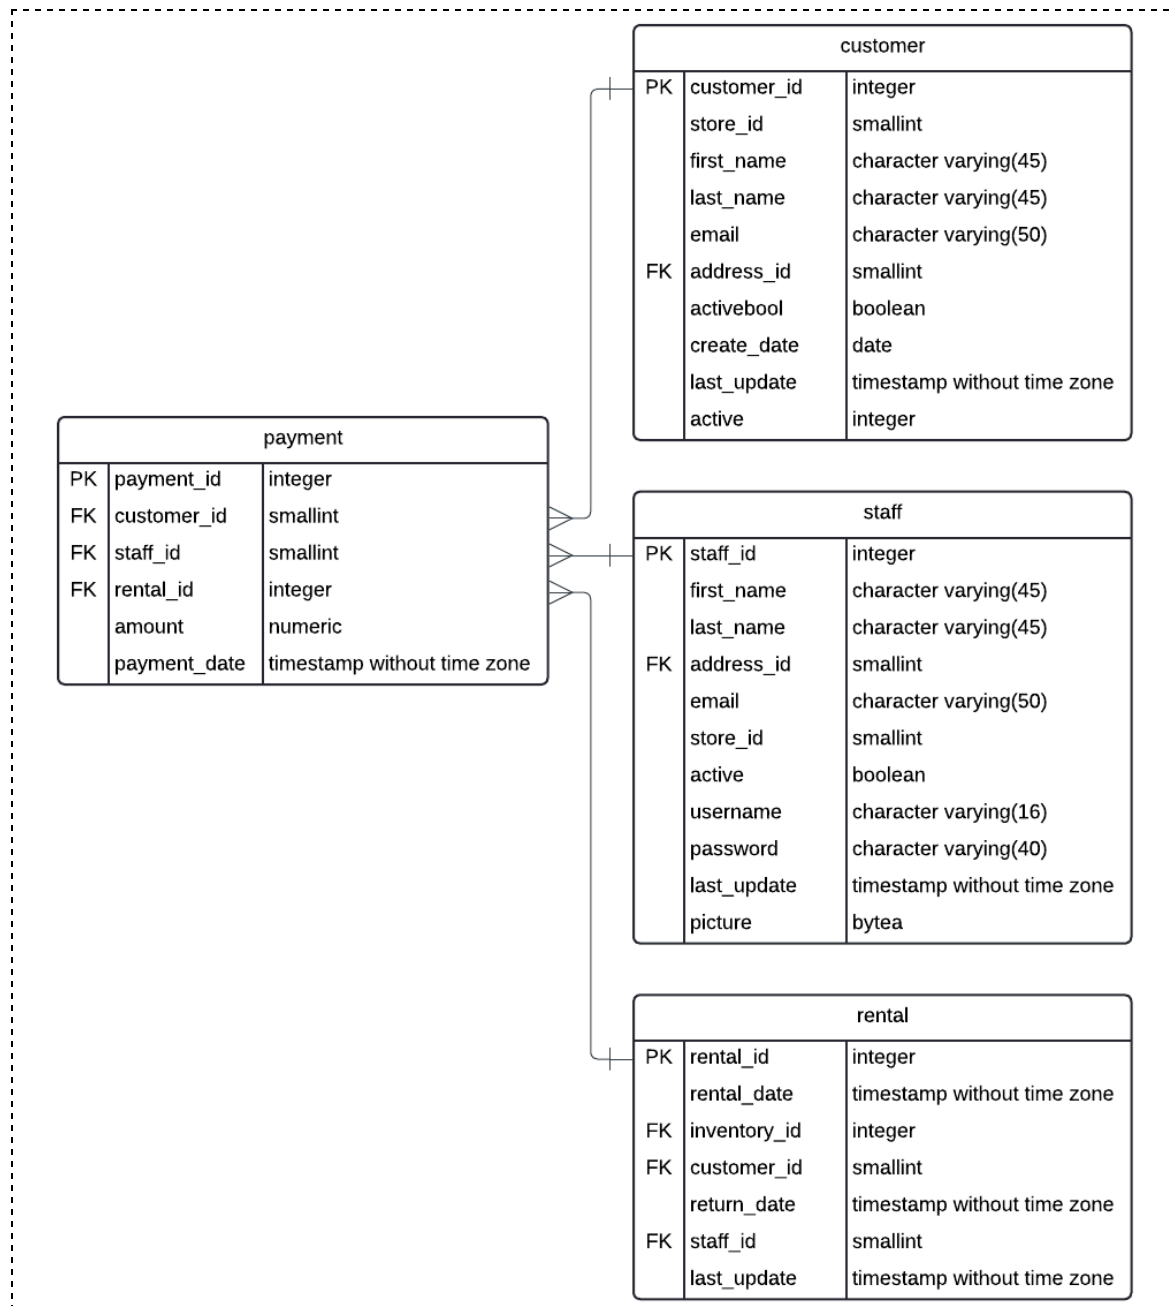 customer
PK customer_id integer
store_id smallint
first_name character varying(45)
last_name character varying(45)
email character varying(50)
FK address_id smallint
activebool boolean
create_date date
last_update timestamp without time zone
active integer
payment
PK payment_id integer
FK customer_id smallint
FK staff_id smallint
FK rental_id integer
amount numeric
payment_date timestamp without time zone
staff
PK staff_id integer
first_name character varying(45)
last_name character varying(45)
FK address_id smallint
email character varying(50)
store_id smallint
active boolean
username character varying(16)
password character varying(40)
last_update timestamp without time zone
picture bytea
rental
PK rental_id integer
rental_date timestamp without time zone
FK inventory_id integer
FK customer_id smallint
return_date timestamp without time zone
FK staff_id smallint
last_update timestamp without time zone